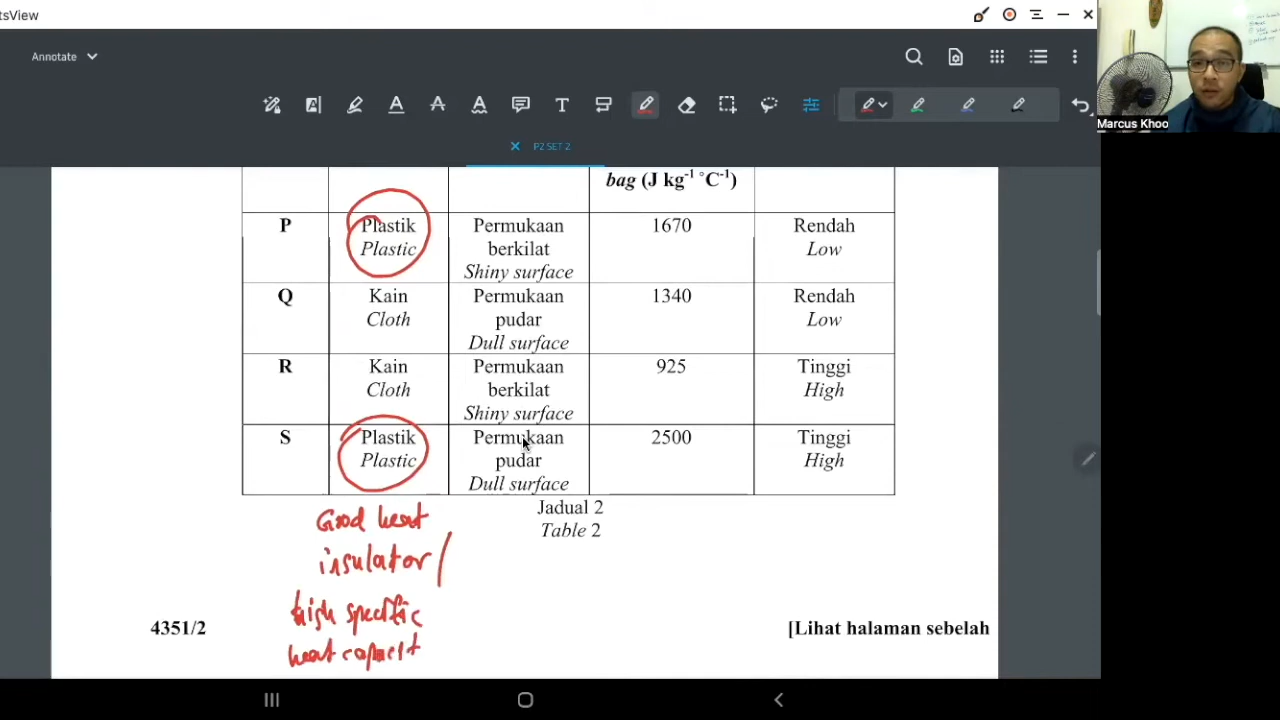 tsView
Annotate
Marcus Khoo
P2 SET 2
bag (J kg⁻¹ °C⁻¹)
P Plastik Permukaan 1670 Rendah
Plastic berkilat Low
Shiny surface
Q Kain Permukaan 1340 Rendah
Cloth pudar Low
Dull surface
R Kain Permukaan 925 Tinggi
Cloth berkilat High
Shiny surface
S Plastik Permukaan 2500 Tinggi
Plastic pudar High
Dull surface
Jadual 2
Table 2
Good heat
insulator/
high specific
heat
4351/2 [Lihat halaman sebelah